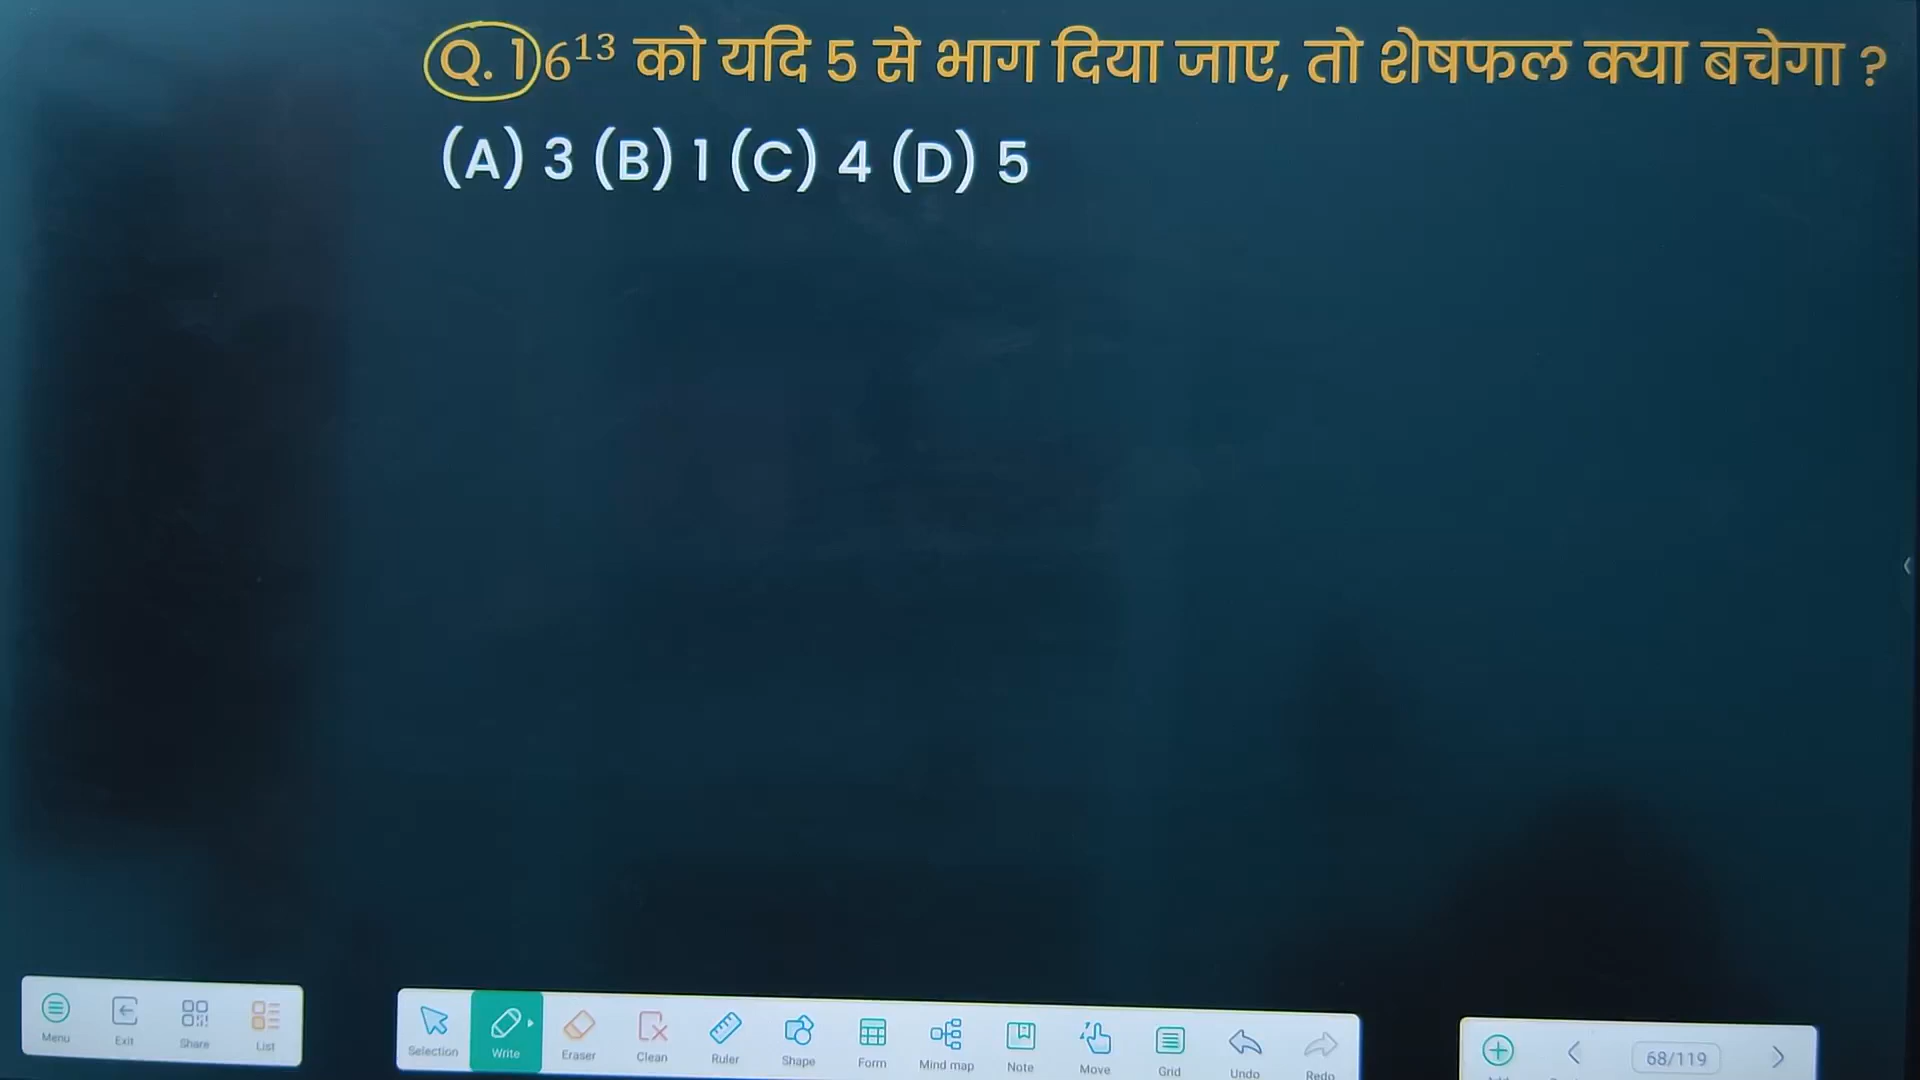 Q. 1 6¹³ को यदि 5 से भाग दिया जाए, तो शेषफल क्या बचेगा ?
(A) 3 (B) 1 (C) 4 (D) 5
Menu Exit Share List
Selection Write Eraser Clean Ruler Shape Form Mind map Note Move Grid Undo Redo
68/119